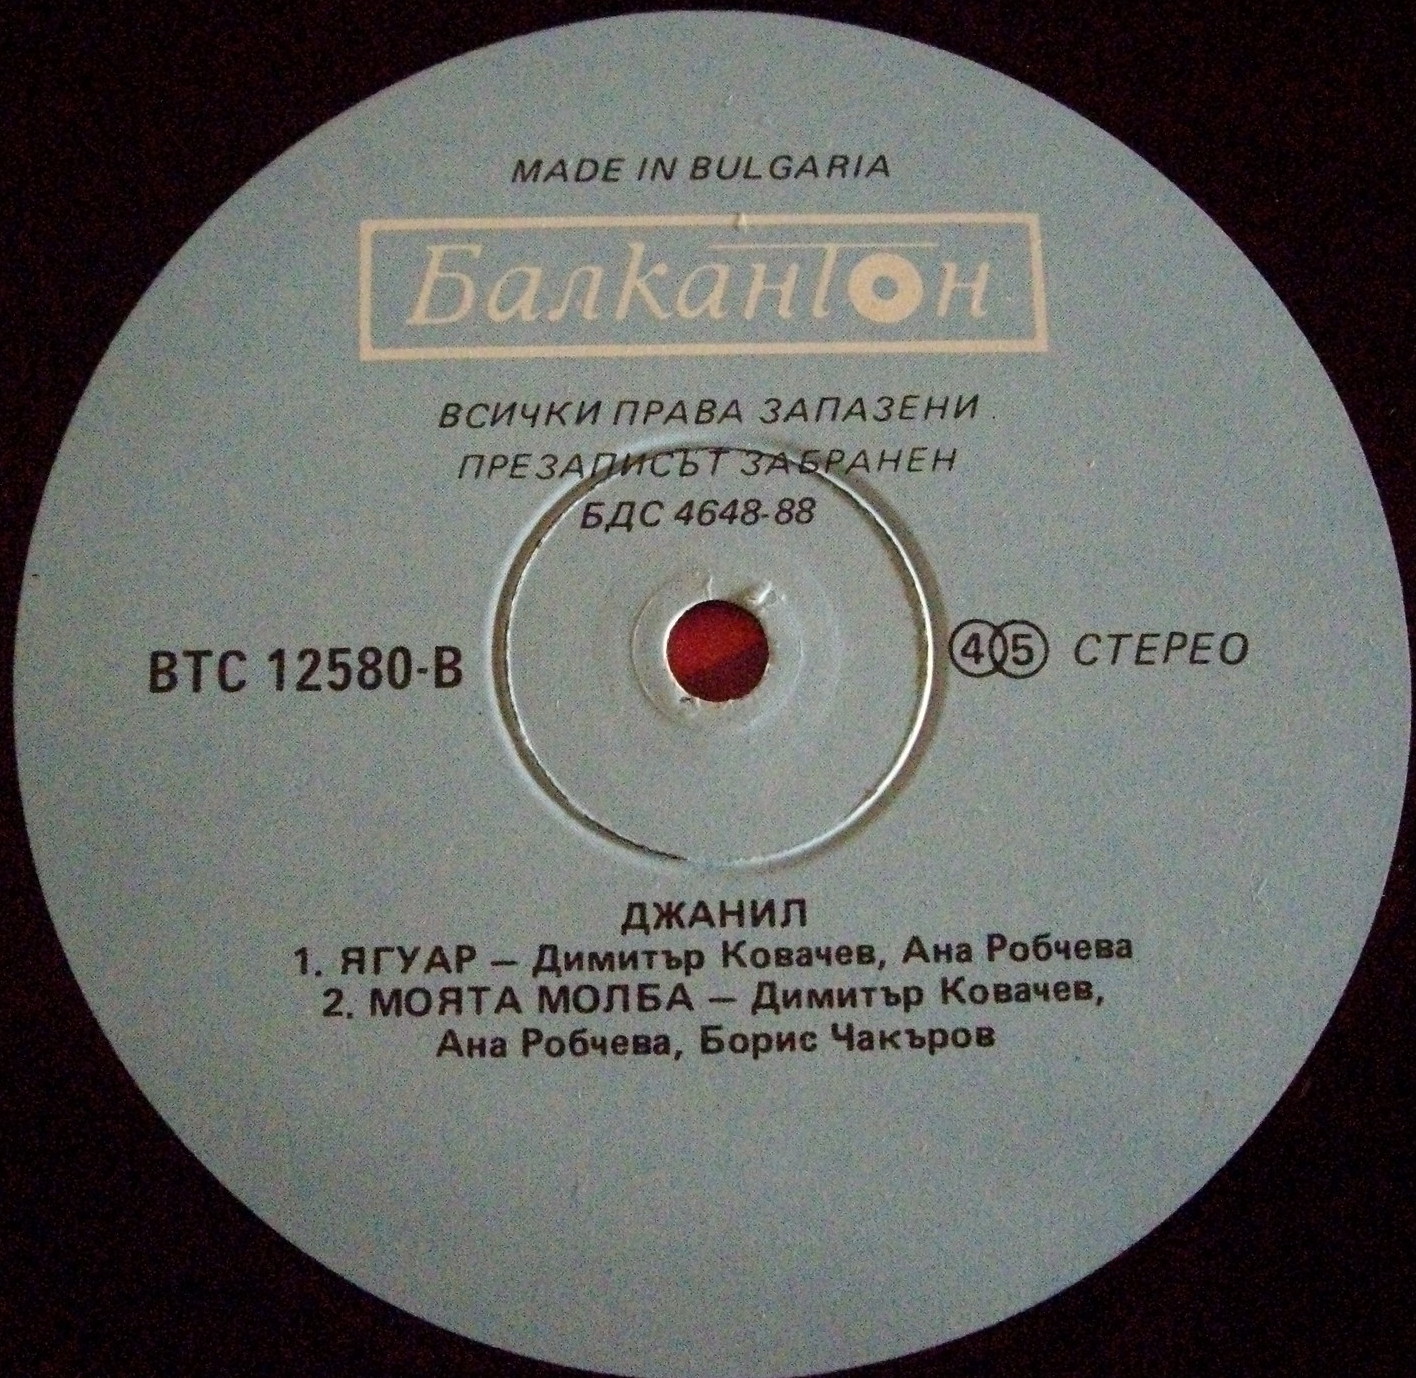 MADE IN BULGARIA
Балкантон
ВСИЧКИ ПРАВА ЗАПАЗЕНИ
ПРЕЗАПИСЪТ ЗАБРАНЕН
БДС 4648-88
ВТС 12580-В
45 СТЕРЕО
ДЖАНИЛ
1. ЯГУАР – Димитър Ковачев, Ана Робчева
2. МОЯТА МОЛБА – Димитър Ковачев,
Ана Робчева, Борис Чакъров